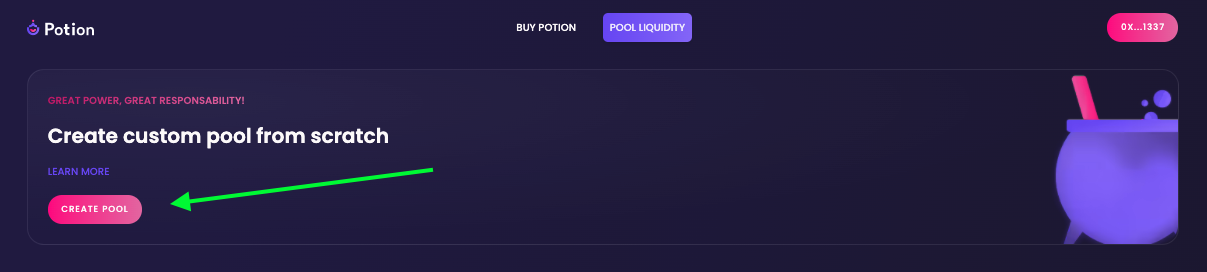 Potion
BUY POTION
POOL LIQUIDITY
0X...1337
GREAT POWER, GREAT RESPONSABILITY!
Create custom pool from scratch
LEARN MORE
CREATE POOL